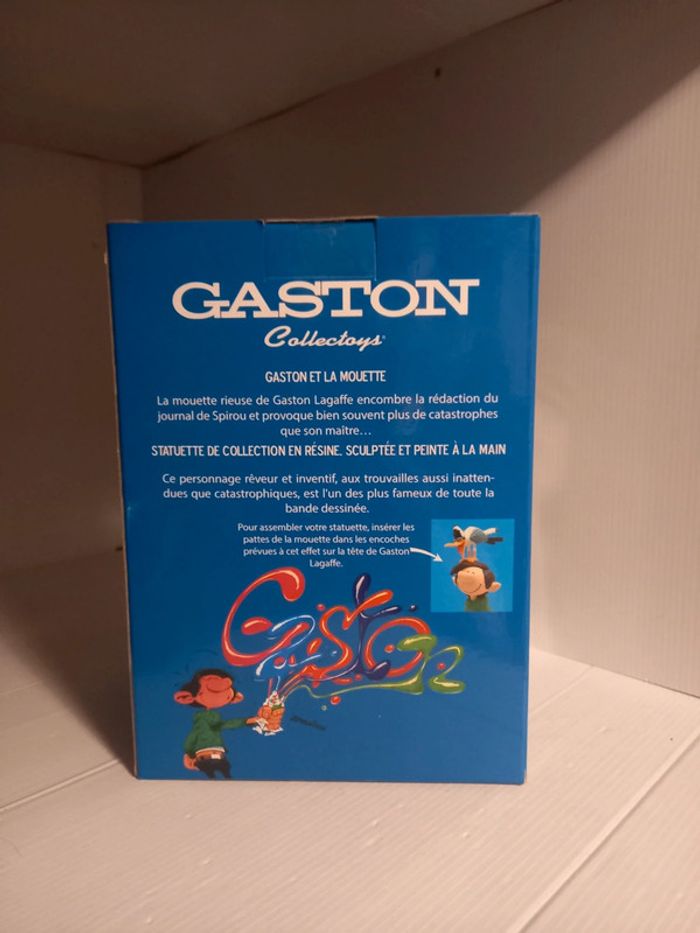 GASTON
Collectoys®
GASTON ET LA MOUETTE
La mouette rieuse de Gaston Lagaffe encombre la rédaction du
journal de Spirou et provoque bien souvent plus de catastrophes
que son maître...
STATUETTE DE COLLECTION EN RÉSINE. SCULPTÉE ET PEINTE À LA MAIN
Ce personnage rêveur et inventif, aux trouvailles aussi inatten-
dues que catastrophiques, est l'un des plus fameux de toute la
bande dessinée.
Pour assembler votre statuette, insérer les
pattes de la mouette dans les encoches
prévues à cet effet sur la tête de Gaston
Lagaffe.
Gaston